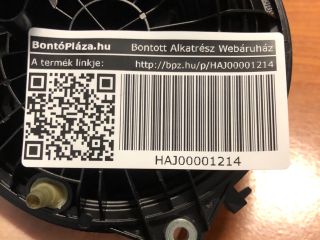 BontóPláza.hu Bontott Alkatrész Webáruház
A termék linkje: http://bpz.hu/p/HAJ00001214
HAJ00001214